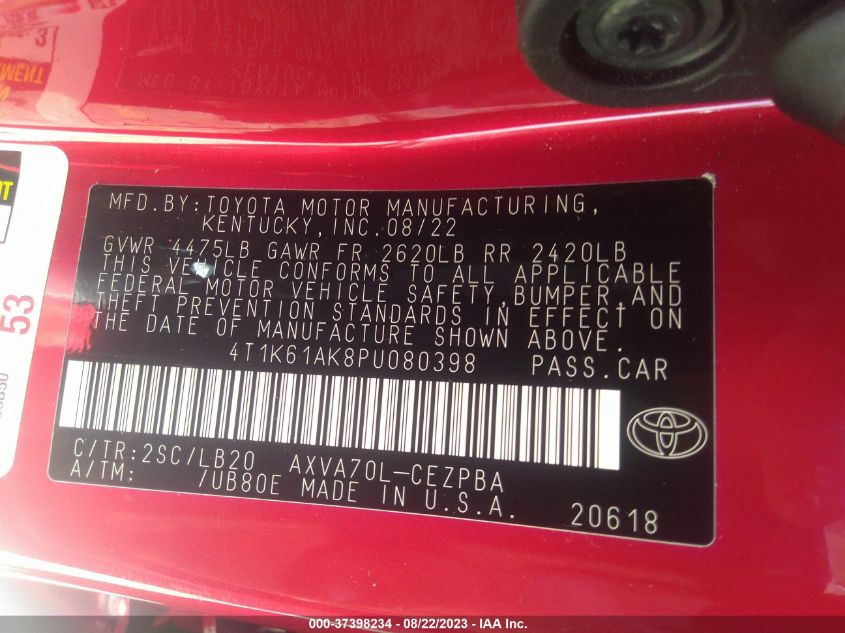 MFD.BY:TOYOTA MOTOR MANUFACTURING,
KENTUCKY,INC.08/22
GVWR 4475LB GAWR FR 2620LB RR 2420LB
THIS VEHICLE CONFORMS TO ALL APPLICABLE
FEDERAL MOTOR VEHICLE SAFETY,BUMPER,AND
THEFT PREVENTION STANDARDS IN EFFECT ON
THE DATE OF MANUFACTURE SHOWN ABOVE.
4T1K61AK8PU080398 PASS.CAR
C/TR:2SC/LB20 AXVA70L-CEZPBA
A/TM: /UB80E MADE IN U.S.A.
20618
53
000-37398234 - 08/22/2023 - IAA Inc.